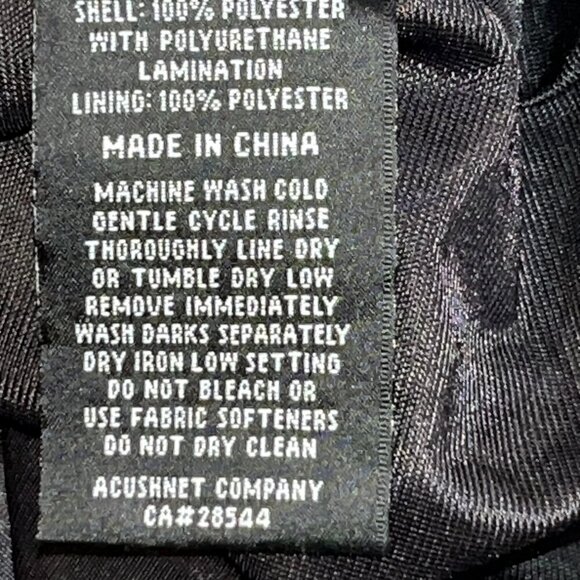 SHELL: 100% POLYESTER
WITH POLYURETHANE
LAMINATION
LINING: 100% POLYESTER
MADE IN CHINA
MACHINE WASH COLD
GENTLE CYCLE RINSE
THOROUGHLY LINE DRY
OR TUMBLE DRY LOW
REMOVE IMMEDIATELY
WASH DARKS SEPARATELY
DRY IRON LOW SETTING
DO NOT BLEACH OR
USE FABRIC SOFTENERS
DO NOT DRY CLEAN
ACUSHNET COMPANY
CA#28544